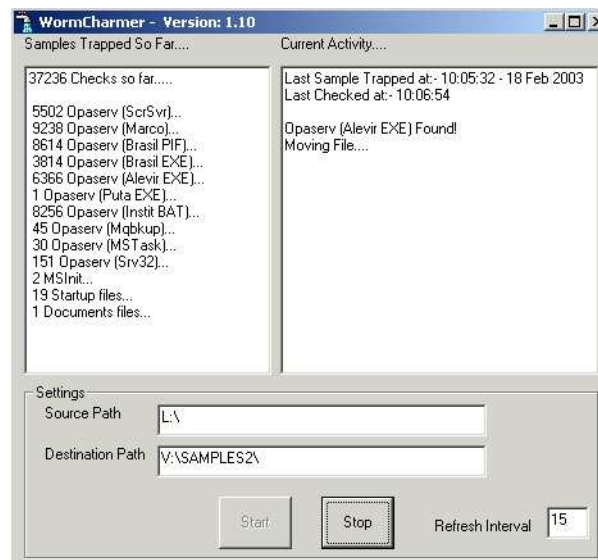 WormCharmer - Version: 1.10
Samples Trapped So Far....
37236 Checks so far.....
5502 Opaserv (ScrSvr)...
9238 Opaserv (Marco)...
8614 Opaserv (Brasil PIF)...
3814 Opaserv (Brasil EXE)...
6366 Opaserv (Alevir EXE)...
1 Opaserv (Puta EXE)...
8256 Opaserv (Instit BAT)...
45 Opaserv (Mqbkup)...
30 Opaserv (MSTask)...
151 Opaserv (Srv32)...
2 MSInit...
19 Startup files...
1 Documents files...
Current Activity....
Last Sample Trapped at:- 10:05:32 - 18 Feb 2003
Last Checked at:- 10:06:54
Opaserv (Alevir EXE) Found!
Moving File....
Settings
Source Path L:\
Destination Path V:\SAMPLES2\
Start Stop Refresh Interval 15